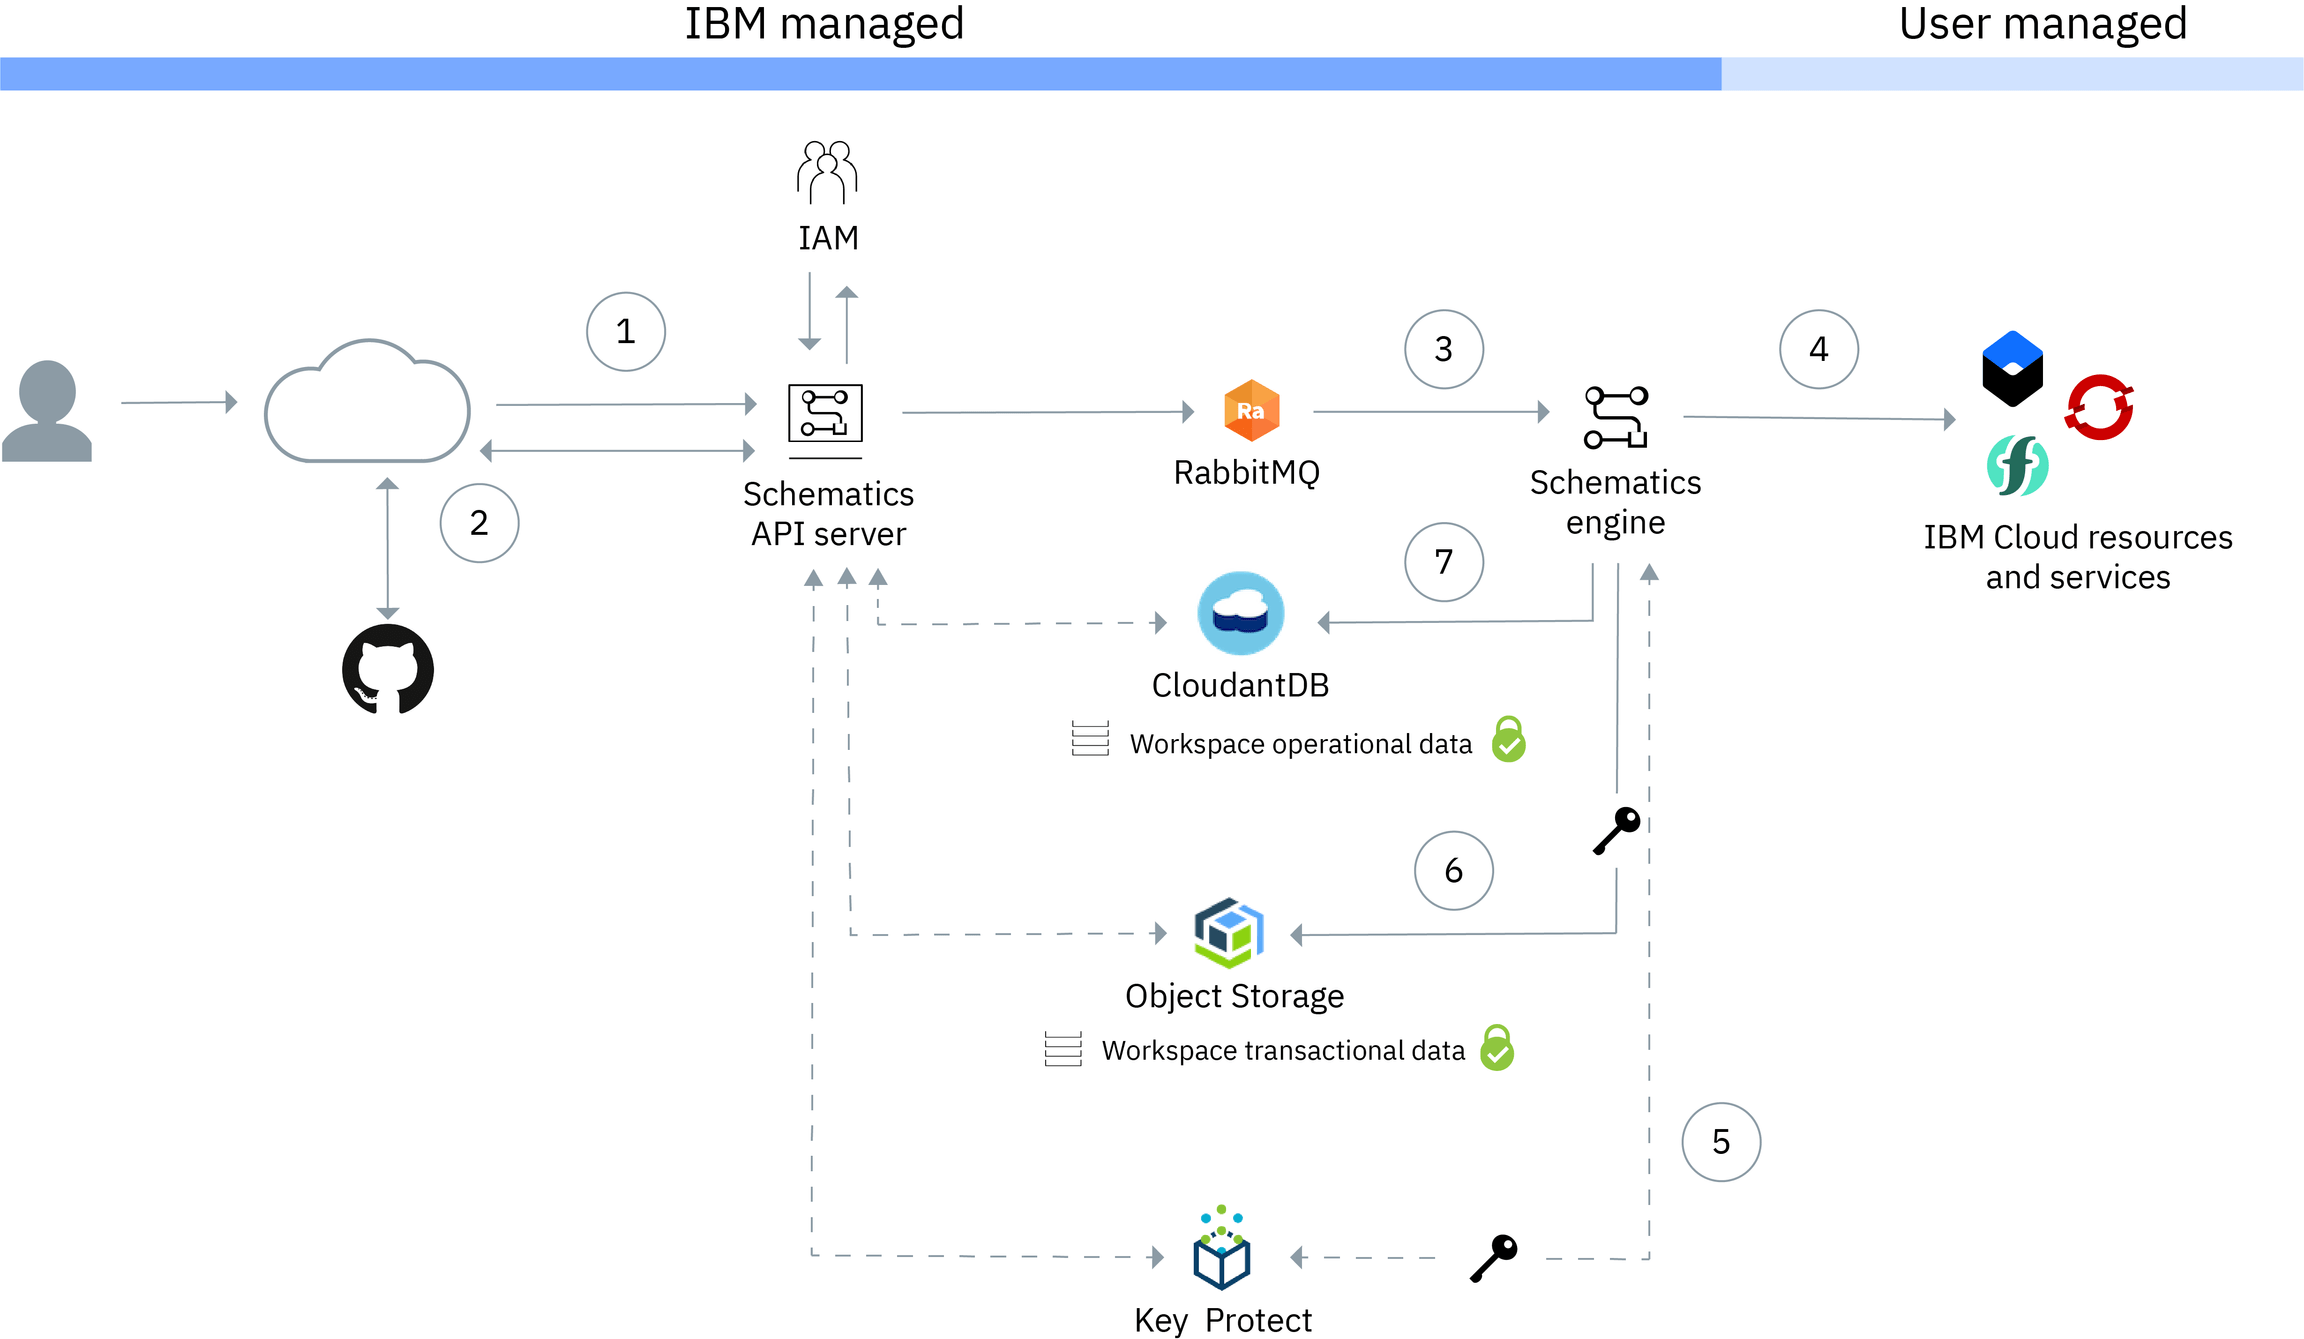 IBM managed
User managed
IAM
1
2
Schematics
API server
Ra
RabbitMQ
3
Schematics
engine
4
IBM Cloud resources
and services
7
CloudantDB
Workspace operational data
6
Object Storage
Workspace transactional data
5
Key Protect